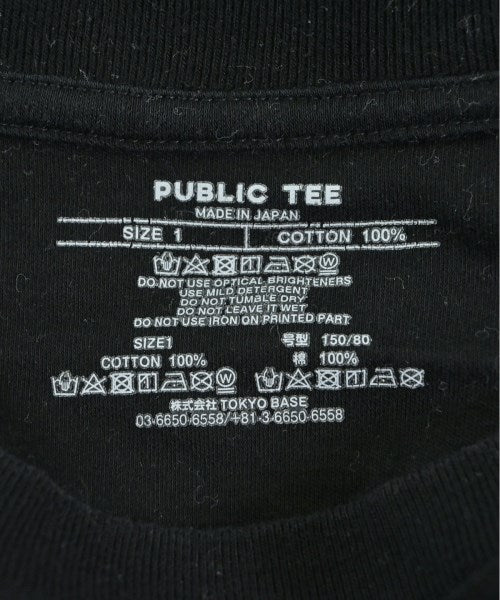 PUBLIC TEE
MADE IN JAPAN
SIZE 1 COTTON 100%
DO NOT USE OPTICAL BRIGHTENERS
USE MILD DETERGENT
DO NOT TUMBLE DRY
DO NOT LEAVE IT WET
DO NOT USE IRON ON PRINTED PART
SIZE1 号型 150/80
COTTON 100% 棉 100%
株式会社 TOKYO BASE
03-6650-6558/+81-3-6650-6558